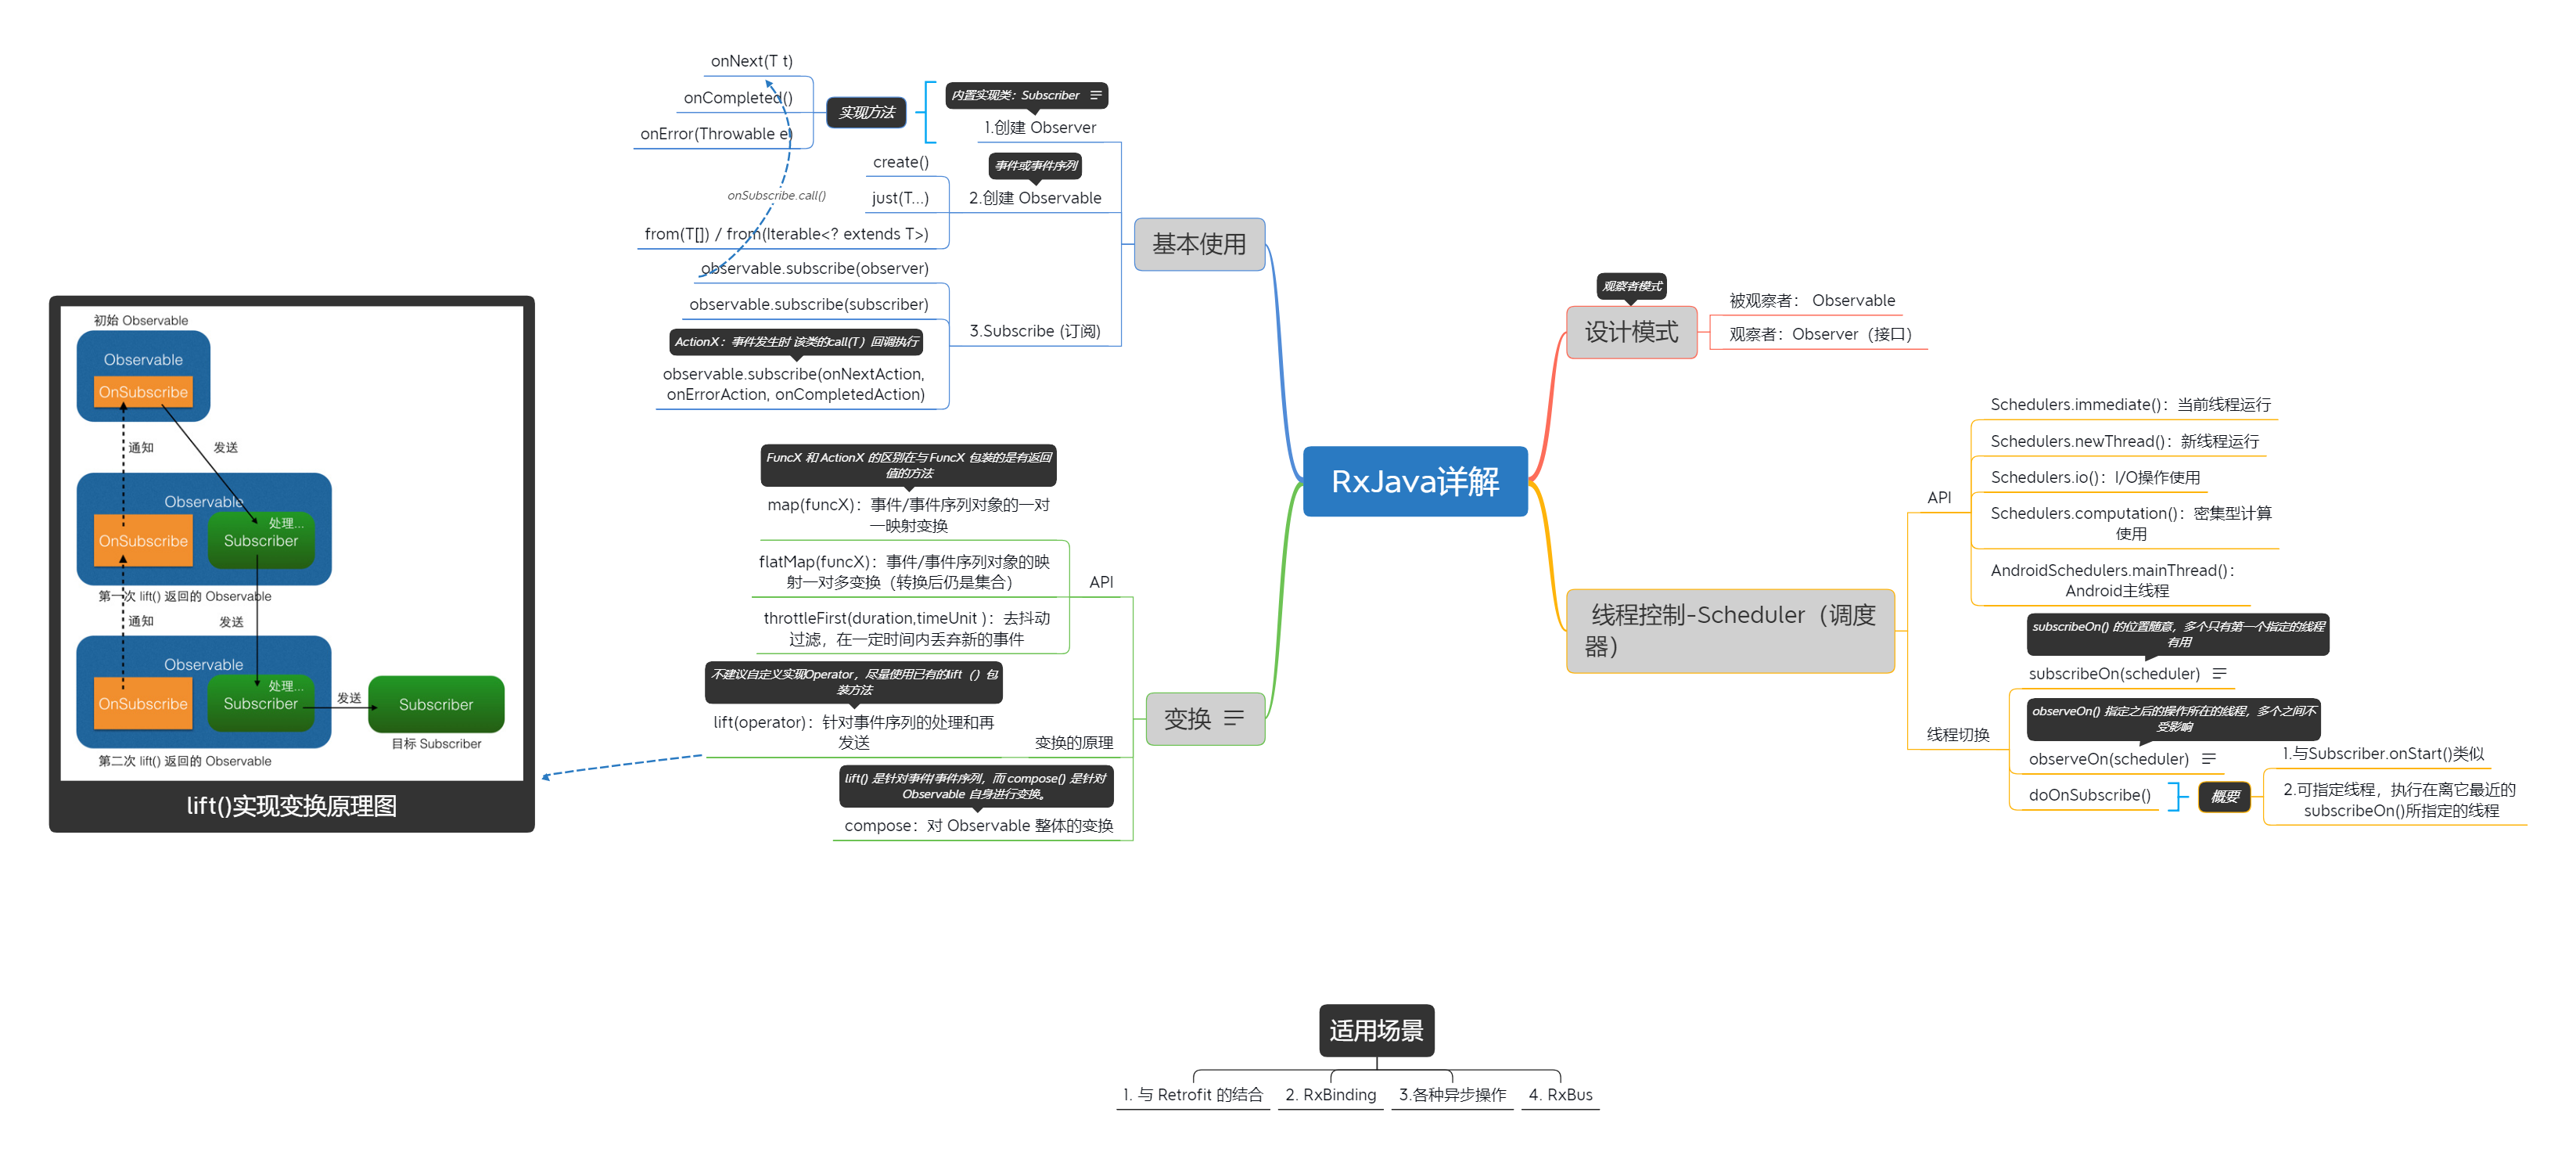 RxJava详解
基本使用
内置实现类：Subscriber
1.创建 Observer
实现方法
onNext(T t)
onCompleted()
onError(Throwable e)
事件或事件序列
2.创建 Observable
create()
just(T...)
from(T[]) / from(Iterable<? extends T>)
onSubscribe.call()
3.Subscribe (订阅)
observable.subscribe(observer)
observable.subscribe(subscriber)
ActionX：事件发生时 该类的call(T）回调执行
observable.subscribe(onNextAction,
onErrorAction, onCompletedAction)
变换
API
FuncX 和 ActionX 的区别在与 FuncX 包装的是有返回
值的方法
map(funcX)：事件/事件序列对象的一对
一映射变换
flatMap(funcX)：事件/事件序列对象的映
射一对多变换（转换后仍是集合）
throttleFirst(duration,timeUnit )：去抖动
过滤，在一定时间内丢弃新的事件
变换的原理
不建议自定义实现Operator，尽量使用已有的lift（）包
装方法
lift(operator)：针对事件序列的处理和再
发送
lift() 是针对事件/事件序列，而 compose() 是针对
Observable 自身进行变换。
compose：对 Observable 整体的变换
初始 Observable
Observable
OnSubscribe
通知
发送
Observable
OnSubscribe
处理...
Subscriber
第一次 lift() 返回的 Observable
通知
发送
Observable
OnSubscribe
处理...
Subscriber
发送
Subscriber
目标 Subscriber
第二次 lift() 返回的 Observable
lift()实现变换原理图
观察者模式
设计模式
被观察者： Observable
观察者：Observer（接口）
线程控制-Scheduler（调度
器）
API
Schedulers.immediate()：当前线程运行
Schedulers.newThread()：新线程运行
Schedulers.io()：I/O操作使用
Schedulers.computation()：密集型计算
使用
AndroidSchedulers.mainThread()：
Android主线程
线程切换
subscribeOn() 的位置随意，多个只有第一个指定的线程
有用
subscribeOn(scheduler)
observeOn() 指定之后的操作所在的线程，多个之间不
受影响
observeOn(scheduler)
doOnSubscribe()
概要
1.与Subscriber.onStart()类似
2.可指定线程，执行在离它最近的
subscribeOn()所指定的线程
适用场景
1. 与 Retrofit 的结合
2. RxBinding
3.各种异步操作
4. RxBus